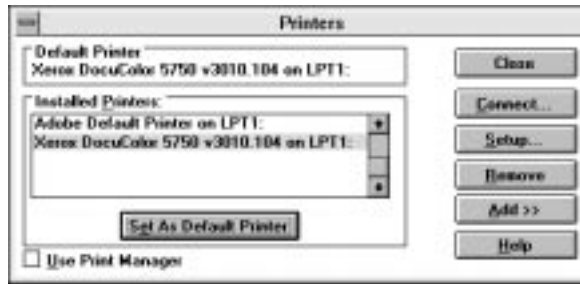 Printers
Default Printer
Xerox DocuColor 5750 v3010.104 on LPT1:
Installed Printers:
Adobe Default Printer on LPT1:
Xerox DocuColor 5750 v3010.104 on LPT1:
Set As Default Printer
Use Print Manager
Close
Connect...
Setup...
Remove
Add >>
Help